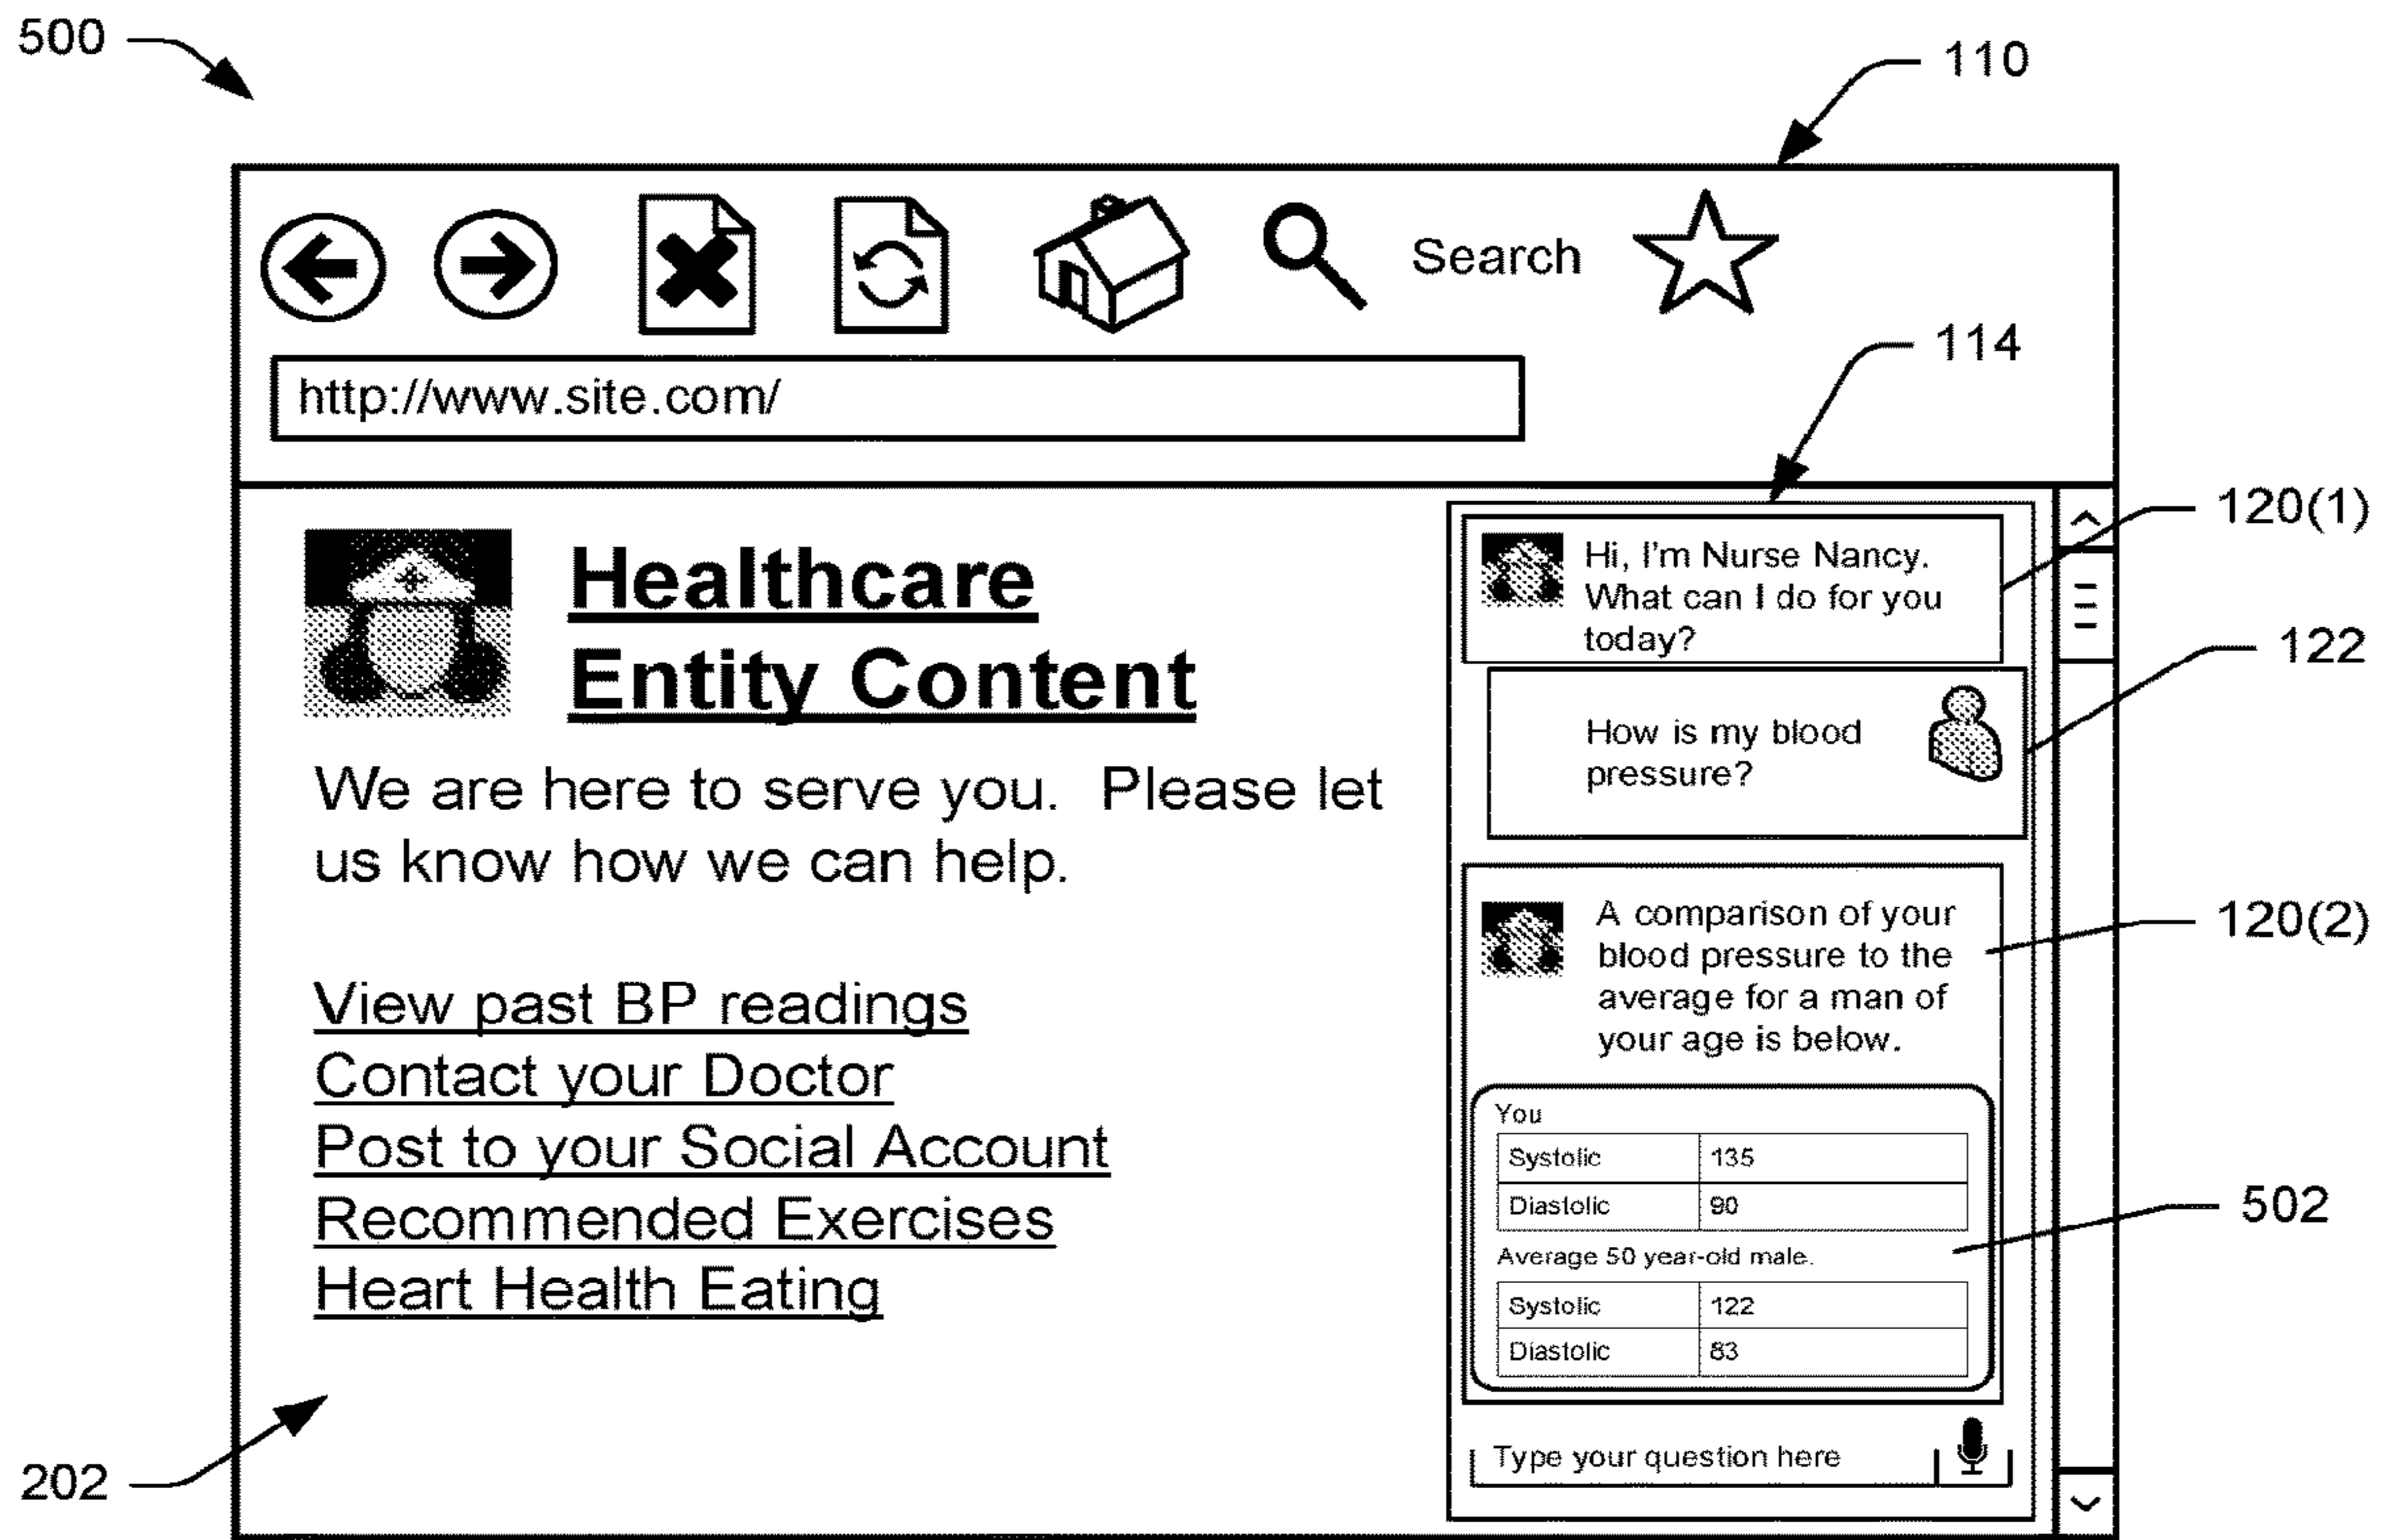 500
110
Search
114
http://www.site.com/
Healthcare
Entity Content
We are here to serve you. Please let
us know how we can help.
View past BP readings
Contact your Doctor
Post to your Social Account
Recommended Exercises
Heart Health Eating
202
Hi, I'm Nurse Nancy.
What can I do for you
today?
120(1)
How is my blood
pressure?
122
A comparison of your
blood pressure to the
average for a man of
your age is below.
120(2)
You
Systolic 135
Diastolic 90
502
Average 50 year-old male.
Systolic 122
Diastolic 83
Type your question here